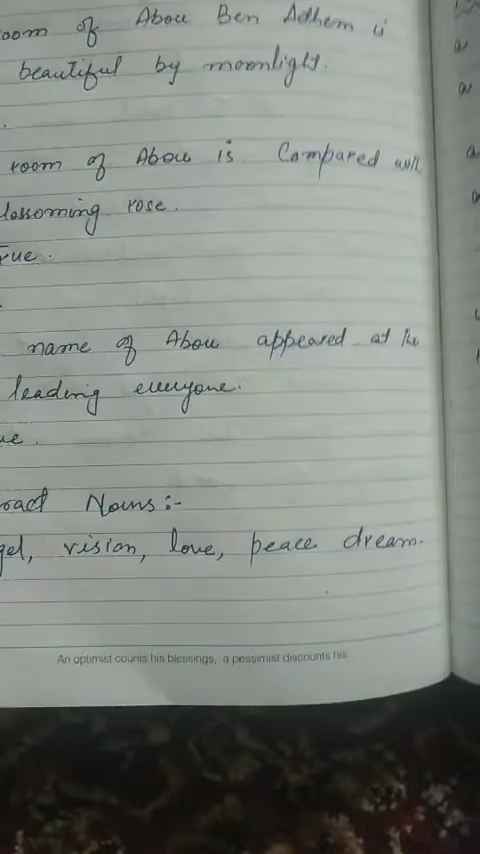 oom of Abou Ben Adhem is
beautiful by moonlight.
.
room of Abou is Compared with
lossoming rose.
rue.
.
name of Abou appeared at the
leading everyone.
ue.
ract Nouns:-
gel, vision, love, peace dream.
An optimist counts his blessings, a pessimist discounts his